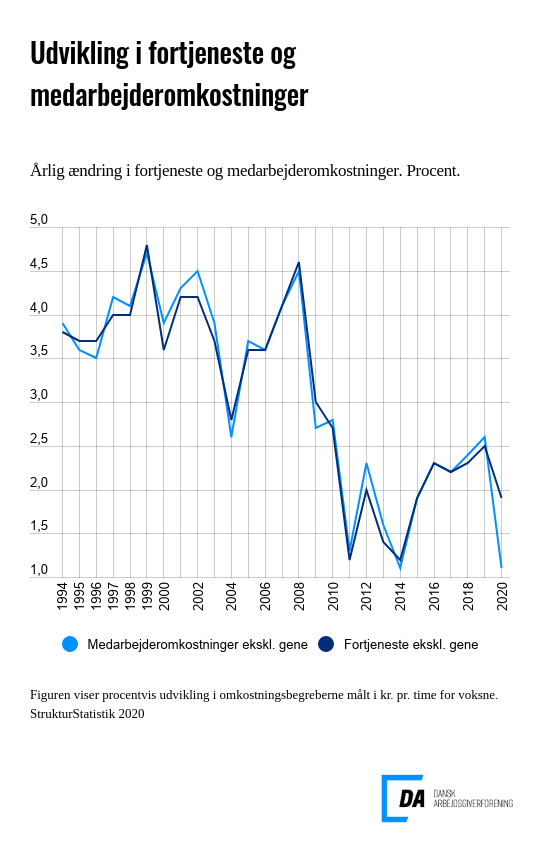 Udvikling i fortjeneste og
medarbejderomkostninger
Årlig ændring i fortjeneste og medarbejderomkostninger. Procent.
5,0
4,5
4,0
3,5
3,0
2,5
2,0
1,5
1,0
1994 1995 1996 1997 1998 1999 2000 2002 2004 2006 2008 2010 2012 2014 2016 2018 2020
Medarbejderomkostninger ekskl. gene Fortjeneste ekskl. gene
Figuren viser procentvis udvikling i omkostningsbegreberne målt i kr. pr. time for voksne.
StrukturStatistik 2020
DA DANSK
ARBEJDSGIVERFORENING